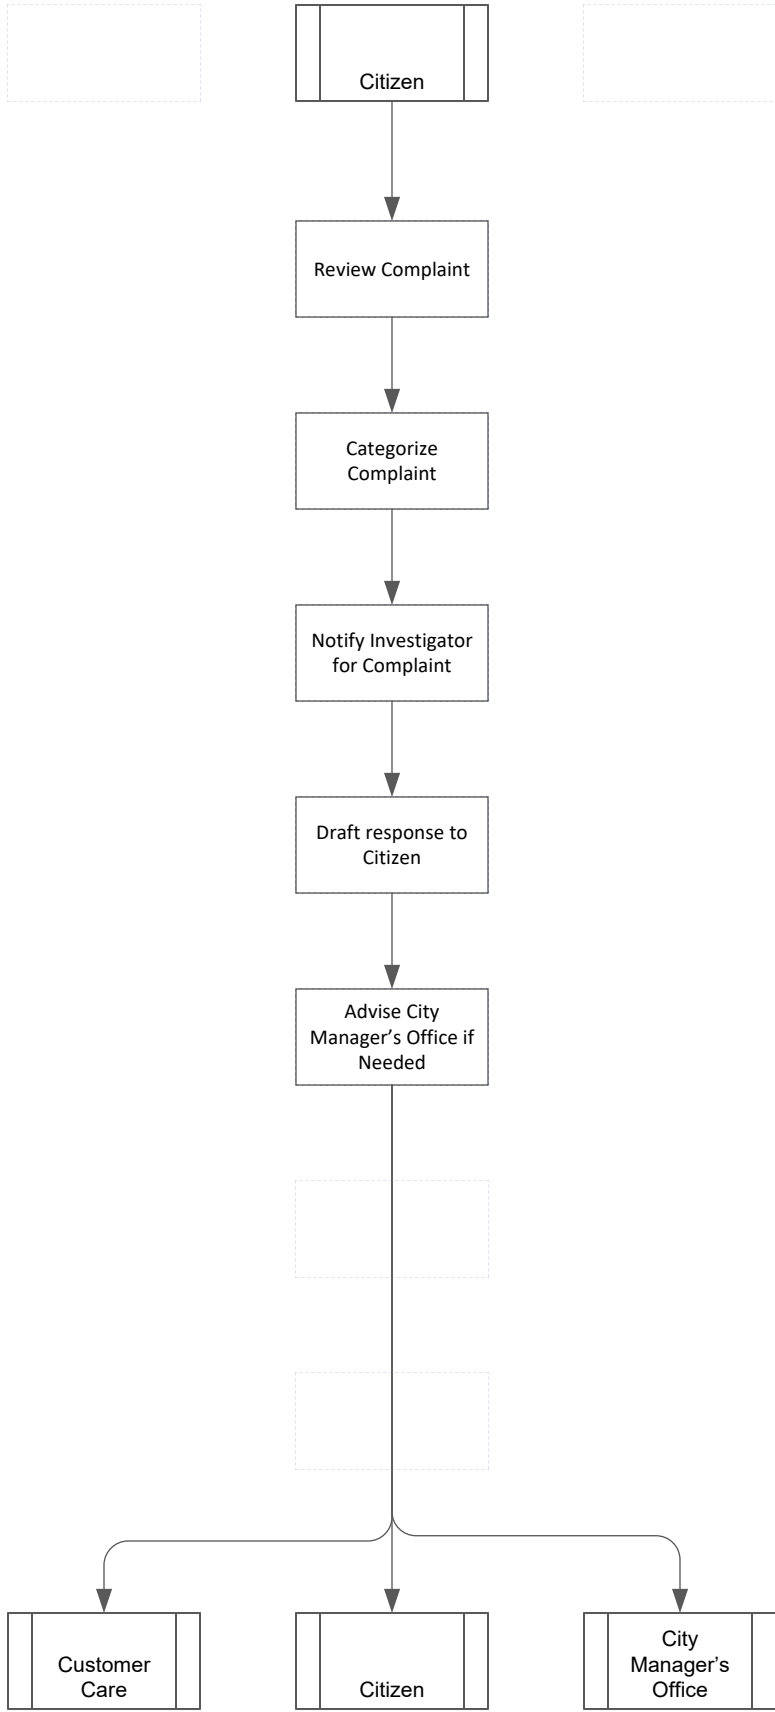 Citizen
Review Complaint
Categorize
Complaint
Notify Investigator
for Complaint
Draft response to
Citizen
Advise City
Manager’s Office if
Needed
Customer
Care
Citizen
City
Manager’s
Office